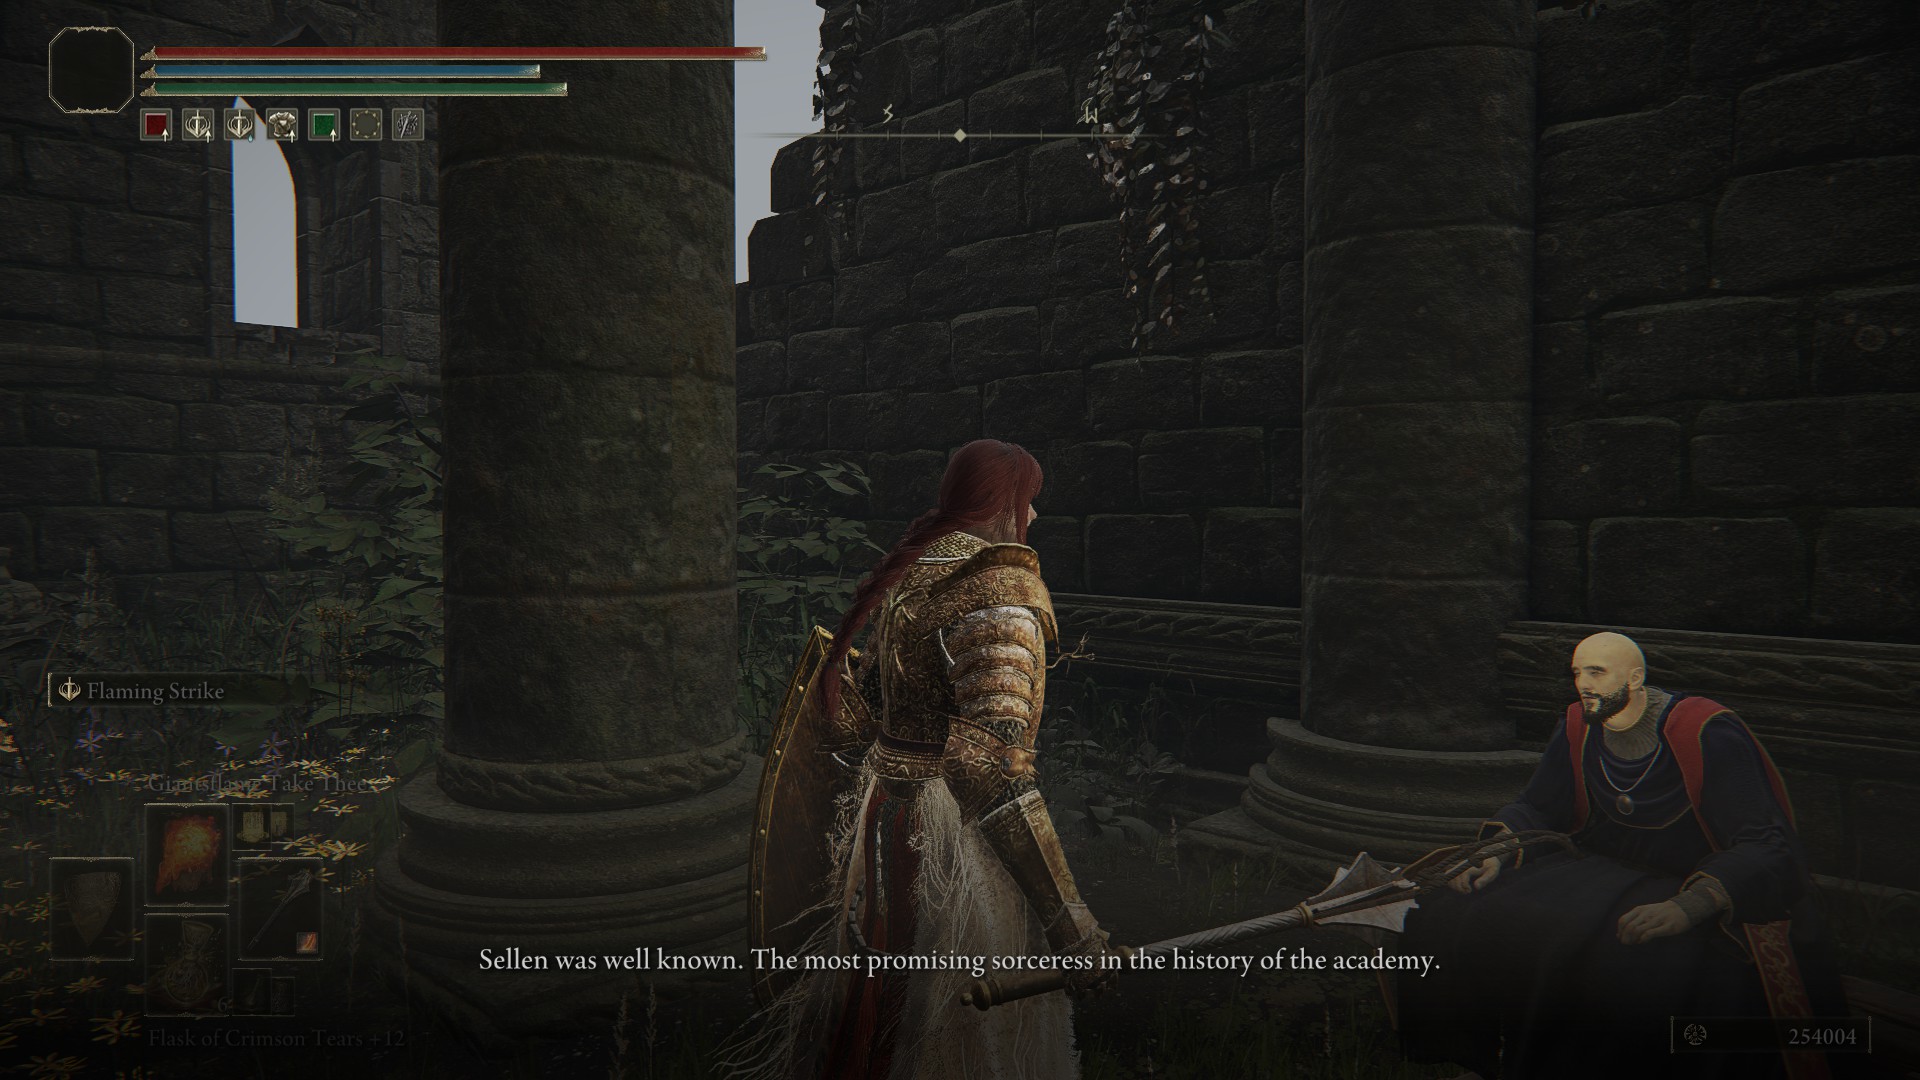 S
W
Flaming Strike
Giantsflame Take Thee
6
Flask of Crimson Tears +12
Sellen was well known. The most promising sorceress in the history of the academy.
254004